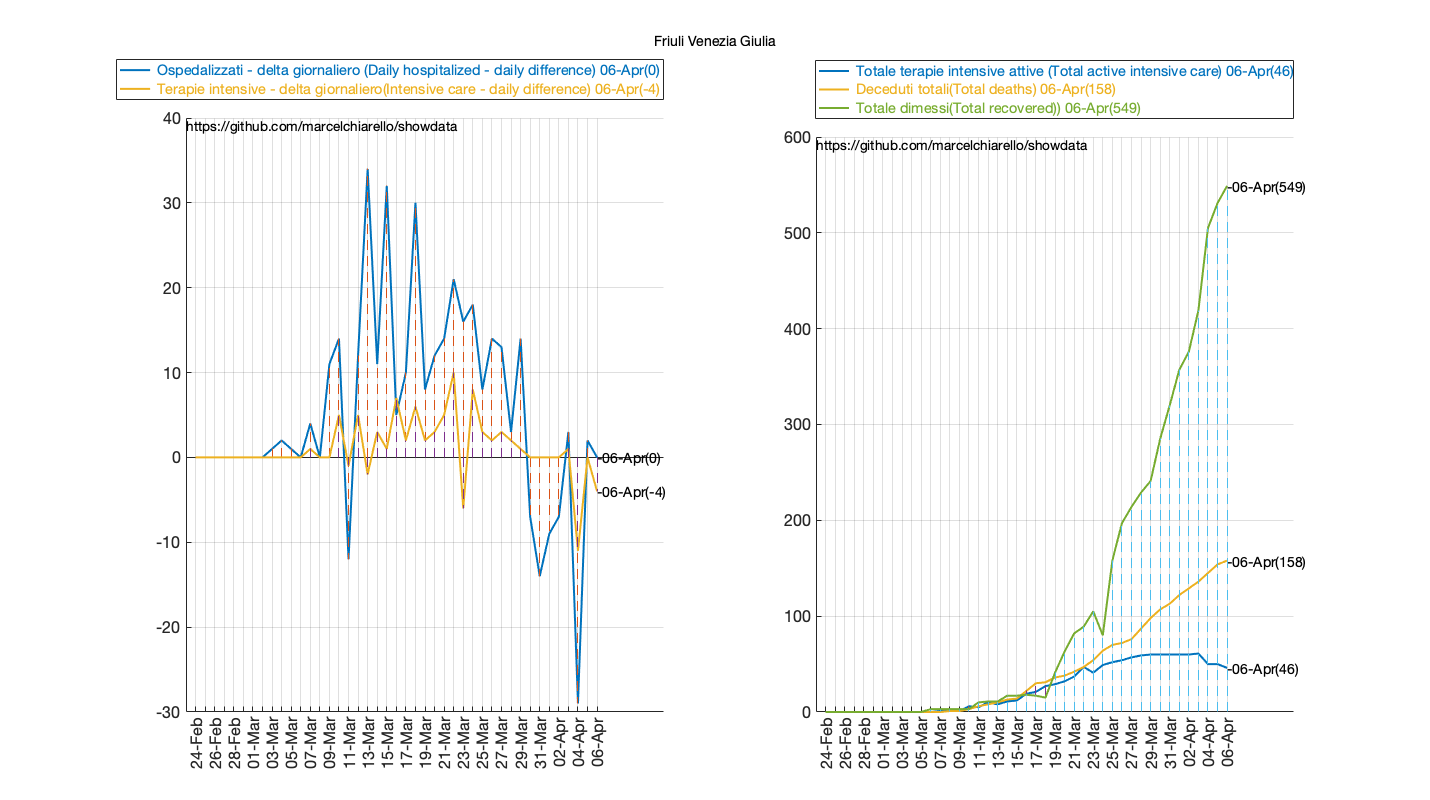 Friuli Venezia Giulia
Ospedalizzati - delta giornaliero (Daily hospitalized - daily difference) 06-Apr(0)
Terapie intensive - delta giornaliero(Intensive care - daily difference) 06-Apr(-4)
https://github.com/marcelchiarello/showdata
40
30
20
10
0
-10
-20
-30
-06-Apr(0)
-06-Apr(-4)
24-Feb
26-Feb
28-Feb
01-Mar
03-Mar
05-Mar
07-Mar
09-Mar
11-Mar
13-Mar
15-Mar
17-Mar
19-Mar
21-Mar
23-Mar
25-Mar
27-Mar
29-Mar
31-Mar
02-Apr
04-Apr
06-Apr
Totale terapie intensive attive (Total active intensive care) 06-Apr(46)
Deceduti totali(Total deaths) 06-Apr(158)
Totale dimessi(Total recovered)) 06-Apr(549)
https://github.com/marcelchiarello/showdata
600
500
400
300
200
100
0
-06-Apr(549)
-06-Apr(158)
-06-Apr(46)
24-Feb
26-Feb
28-Feb
01-Mar
03-Mar
05-Mar
07-Mar
09-Mar
11-Mar
13-Mar
15-Mar
17-Mar
19-Mar
21-Mar
23-Mar
25-Mar
27-Mar
29-Mar
31-Mar
02-Apr
04-Apr
06-Apr